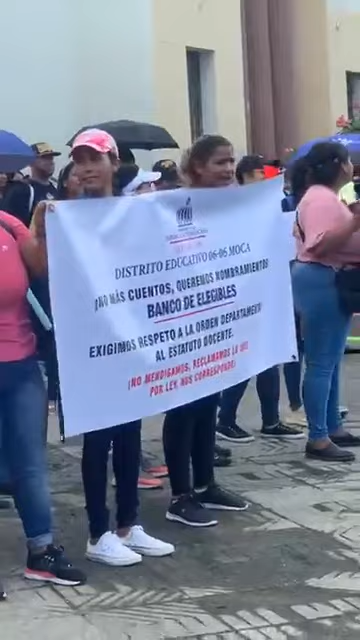 DISTRITO EDUCATIVO 06-06 MOCA
¡NO MÁS CUENTOS, QUEREMOS NOMBRAMIENTOS
BANCO DE ELEGIBLES
EXIGIMOS RESPETO A LA ORDEN DEPARTAMENT
AL ESTATUTO DOCENTE.
¡NO MENDIGAMOS, RECLAMAMOS LO QUE
POR LEY, NOS CORRESPONDE!